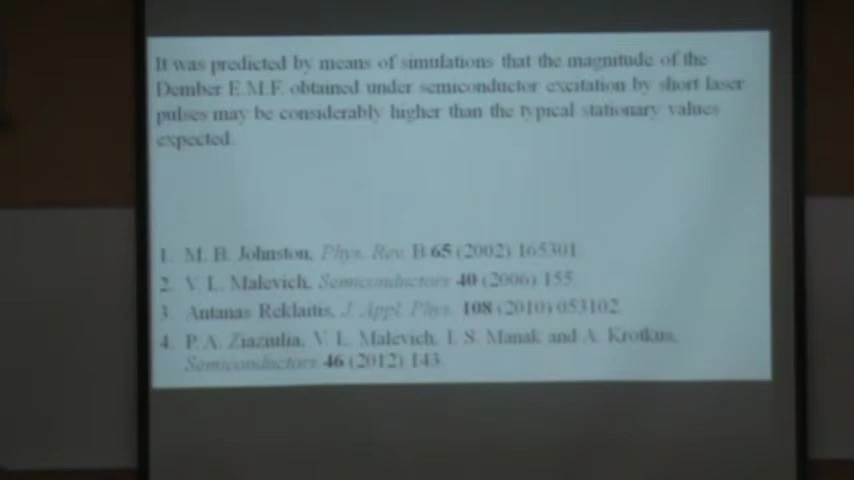 It was predicted by means of simulations that the magnitude of the
Dember E.M.F. obtained under semiconductor excitation by short laser
pulses may be considerably higher than the typical stationary values
expected.
1. M. B. Johnston, Phys. Rev. B 65 (2002) 165301.
2. V. L. Malevich, Semiconductors 40 (2006) 155.
3. Antanas Reklaitis, J. Appl. Phys. 108 (2010) 053102.
4. P. A. Ziaziulia, V. L. Malevich, I. S. Manak and A. Krotkus,
Semiconductors 46 (2012) 143.